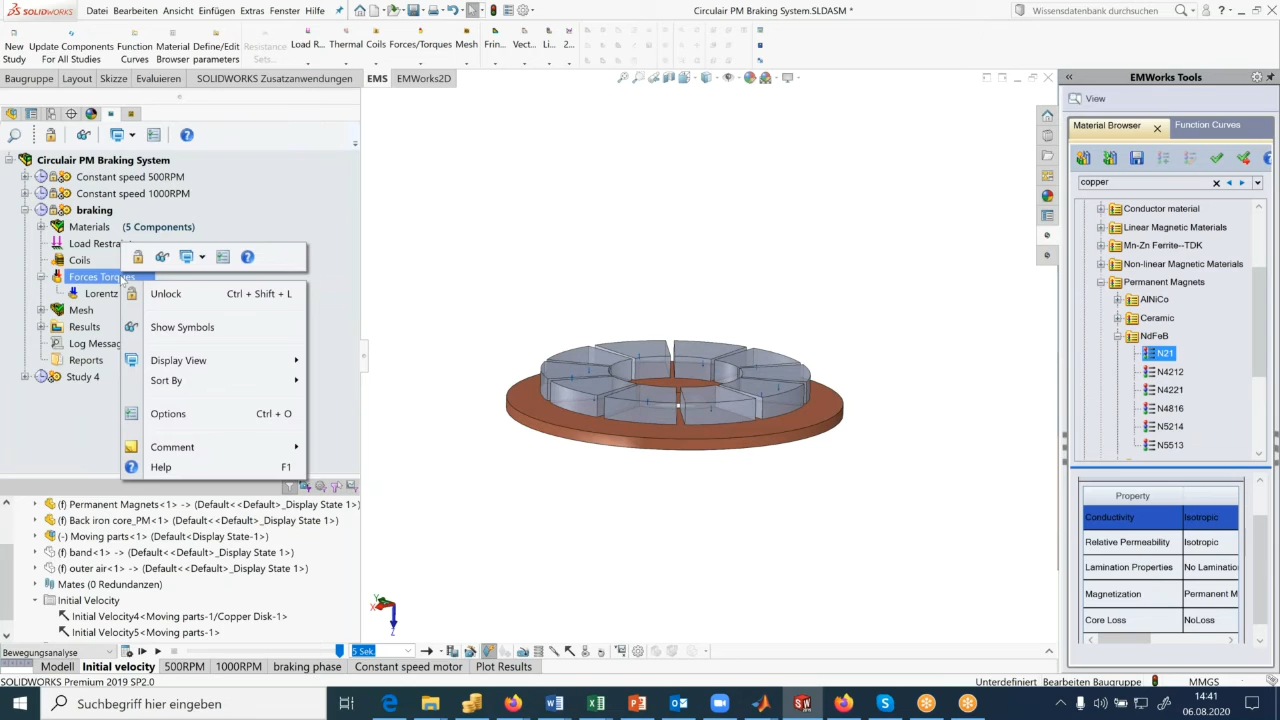 SOLIDWORKS
Datei Bearbeiten Ansicht Einfügen Extras Fenster Hilfe
Circulair PM Braking System.SLDASM *
Wissensdatenbank durchsuchen
New Study
Update Components For All Studies
Function Curves
Material Browser
Define/Edit parameters
Resistance Sets...
Load R...
Thermal
Coils
Forces/Torques
Mesh
Frin...
Vect...
Li...
2...
Baugruppe
Layout
Skizze
Evaluieren
SOLIDWORKS Zusatzanwendungen
EMS
EMWorks2D
Circulair PM Braking System
Constant speed 500RPM
Constant speed 1000RPM
braking
Materials (5 Components)
Load Restrain
Coils
Forces Torques
Lorentz
Mesh
Results
Log Messag
Reports
Study 4
Unlock Ctrl + Shift + L
Show Symbols
Display View
Sort By
Options Ctrl + O
Comment
Help F1
Permanent Magnets<1> -> (Default<<Default>_Display State 1>)
(f) Back iron core_PM<1> (Default<<Default>_Display State 1>)
(-) Moving parts<1> (Default<Display State-1>)
(f) band<1> -> (Default<<Default>_Display State 1>)
(f) outer air<1> -> (Default<<Default>_Display State 1>)
Mates (0 Redundanzen)
Initial Velocity
Initial Velocity4<Moving parts-1/Copper Disk-1>
Initial Velocity5<Moving parts-1>
Bewegungsanalyse
5 Sek.
Modell
Initial velocity
500RPM
1000RPM
braking phase
Constant speed motor
Plot Results
SOLIDWORKS Premium 2019 SP2.0
Unterdefiniert Bearbeiten Baugruppe
MMGS
X
Y
Z
EMWorks Tools
View
Material Browser
Function Curves
copper
Conductor material
Linear Magnetic Materials
Mn-Zn Ferrite--TDK
Non-linear Magnetic Materials
Permanent Magnets
AlNiCo
Ceramic
NdFeB
N21
N4212
N4221
N4816
N5214
N5513
Property
Conductivity Isotropic
Relative Permeability Isotropic
Lamination Properties No Laminatio
Magnetization Permanent M
Core Loss NoLoss
Suchbegriff hier eingeben
14:41
06.08.2020